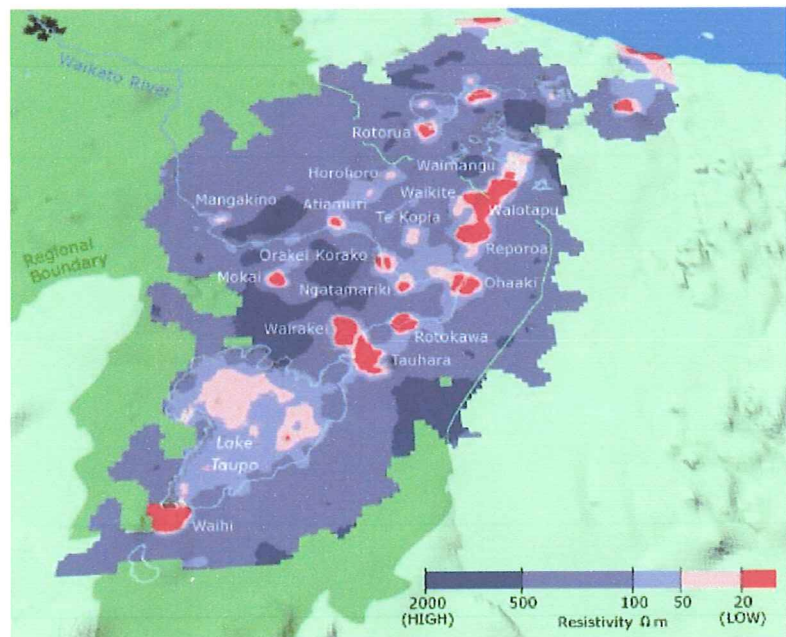 Waikato River
Rotorua
Waimangu
Horohoro
Waikite
Mangakino
Atiamuri
Te Kopia
Waiotapu
Regional
Boundary
Orakei Korako
Reporoa
Mokai
Ngatamariki
Ohaaki
Wairakei
Rotokawa
Tauhara
Lake
Taupo
Waihi
2000 500 100 50 20
(HIGH) Resistivity Ω m (LOW)